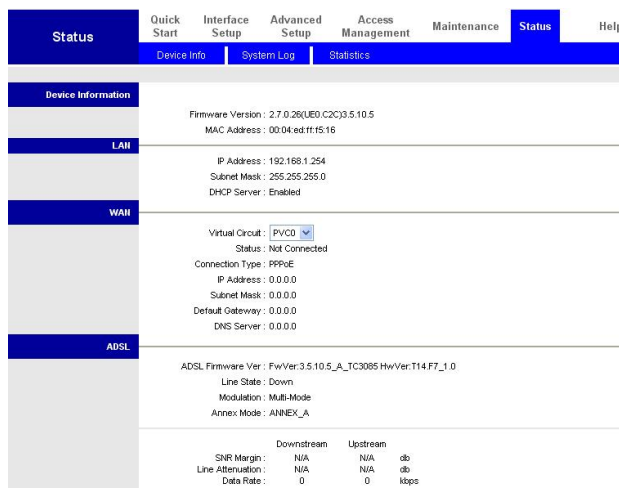 Status
Quick Start
Interface Setup
Advanced Setup
Access Management
Maintenance
Status
Help
Device Info
System Log
Statistics
Device Information
Firmware Version : 2.7.0.26(UE0.C2C)3.5.10.5
MAC Address : 00:04:ed:ff:f5:16
LAN
IP Address : 192.168.1.254
Subnet Mask : 255.255.255.0
DHCP Server : Enabled
WAN
Virtual Circuit : PVC0
Status : Not Connected
Connection Type : PPPoE
IP Address : 0.0.0.0
Subnet Mask : 0.0.0.0
Default Gateway : 0.0.0.0
DNS Server : 0.0.0.0
ADSL
ADSL Firmware Ver : FwVer:3.5.10.5_A_TC3085 HwVer:T14.F7_1.0
Line State : Down
Modulation : Multi-Mode
Annex Mode : ANNEX_A
Downstream Upstream
SNR Margin : N/A N/A db
Line Attenuation : N/A N/A db
Data Rate : 0 0 kbps